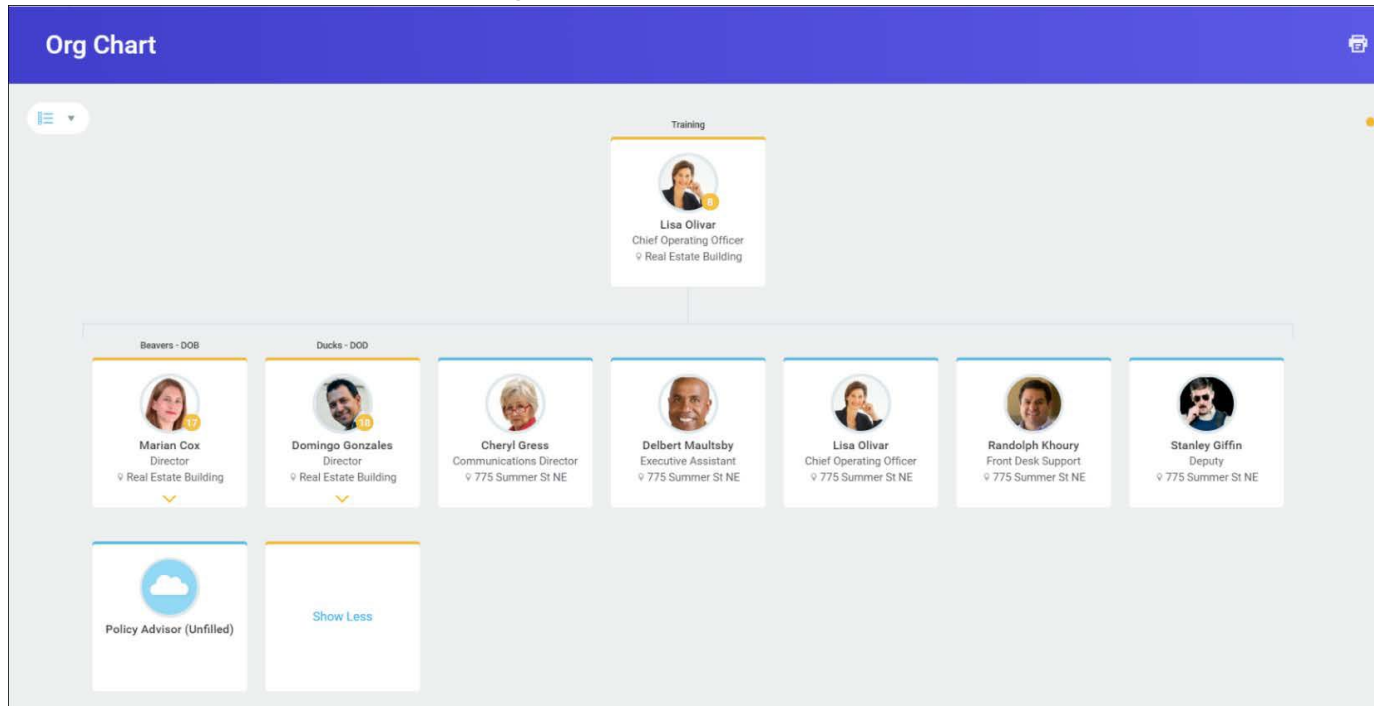 Org Chart
Training
8
Lisa Olivar
Chief Operating Officer
Real Estate Building
Beavers - DOB
Ducks - DOD
17
Marian Cox
Director
Real Estate Building
18
Domingo Gonzales
Director
Real Estate Building
Cheryl Gress
Communications Director
775 Summer St NE
Delbert Maultsby
Executive Assistant
775 Summer St NE
Lisa Olivar
Chief Operating Officer
775 Summer St NE
Randolph Khoury
Front Desk Support
775 Summer St NE
Stanley Giffin
Deputy
775 Summer St NE
Policy Advisor (Unfilled)
Show Less